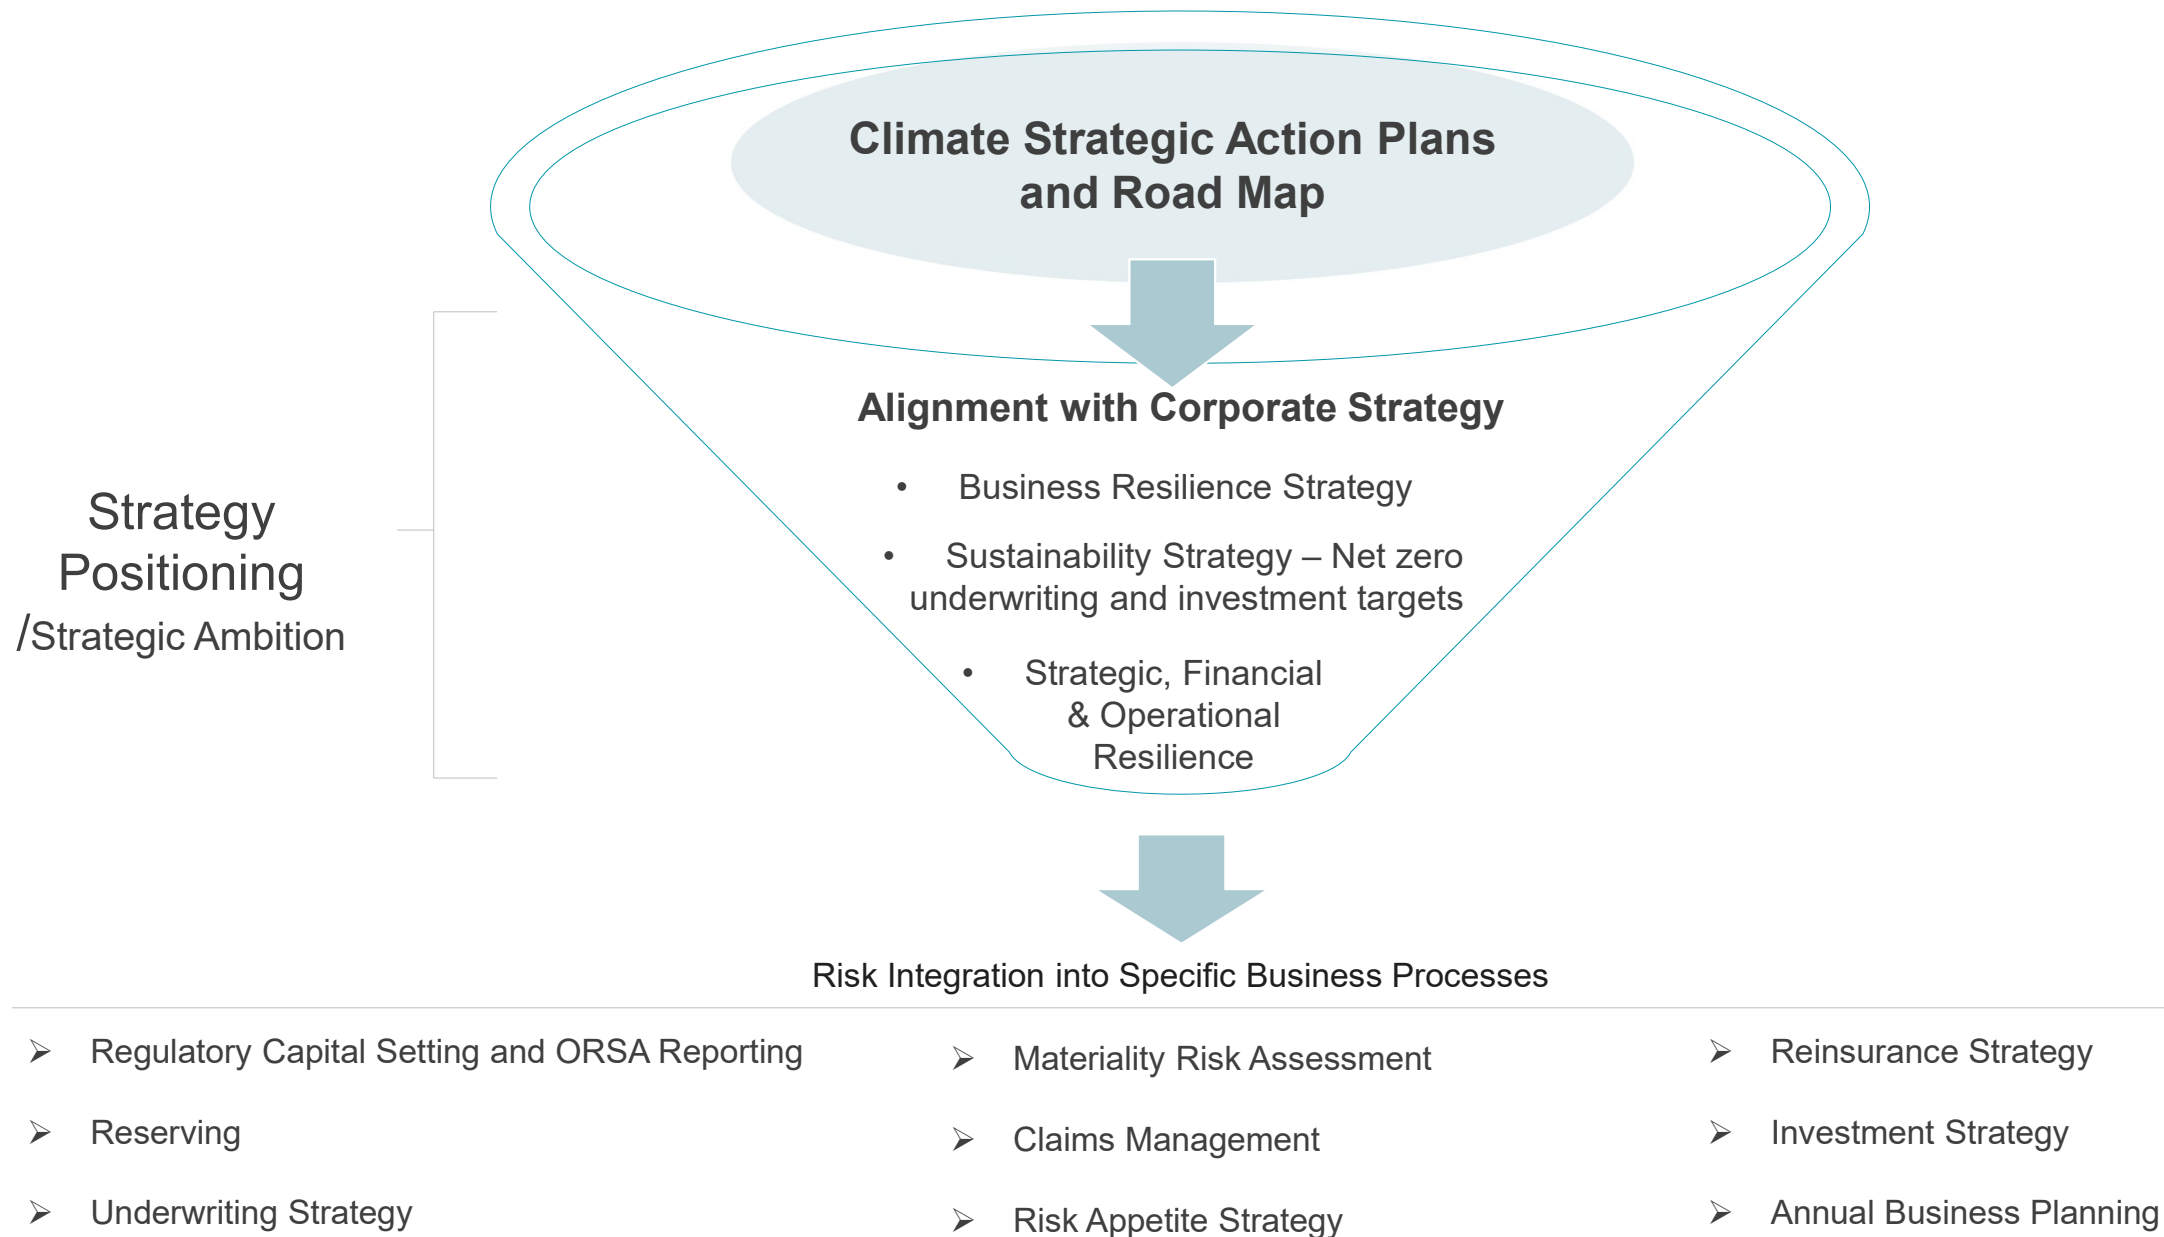 Climate Strategic Action Plans
and Road Map
Alignment with Corporate Strategy
• Business Resilience Strategy
• Sustainability Strategy – Net zero
underwriting and investment targets
• Strategic, Financial
& Operational
Resilience
Strategy
Positioning
/Strategic Ambition
Risk Integration into Specific Business Processes
➢ Regulatory Capital Setting and ORSA Reporting
➢ Reserving
➢ Underwriting Strategy
➢ Materiality Risk Assessment
➢ Claims Management
➢ Risk Appetite Strategy
➢ Reinsurance Strategy
➢ Investment Strategy
➢ Annual Business Planning